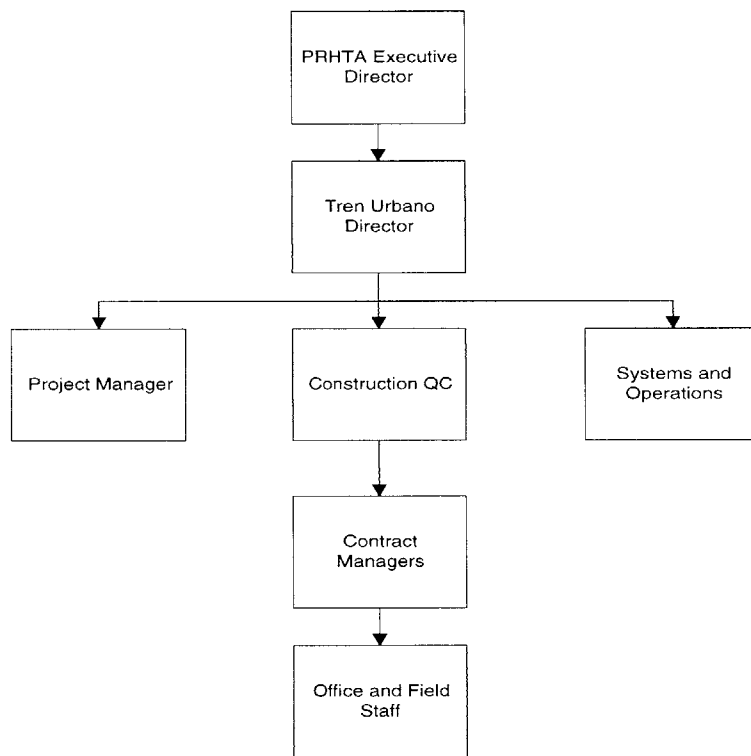 PRHTA Executive
Director
Tren Urbano
Director
Project Manager
Construction QC
Systems and
Operations
Contract
Managers
Office and Field
Staff